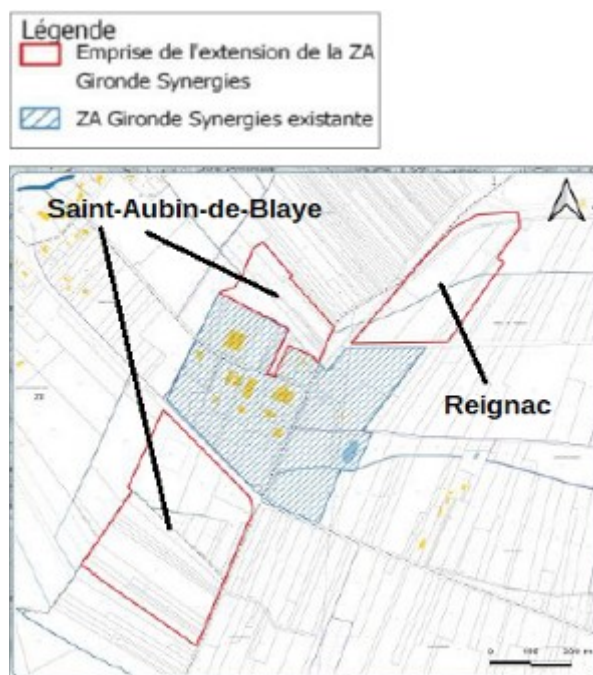 Légende
Emprise de l'extension de la ZA
Gironde Synergies
ZA Gironde Synergies existante
Saint-Aubin-de-Blaye
Reignac
0 100 200 m